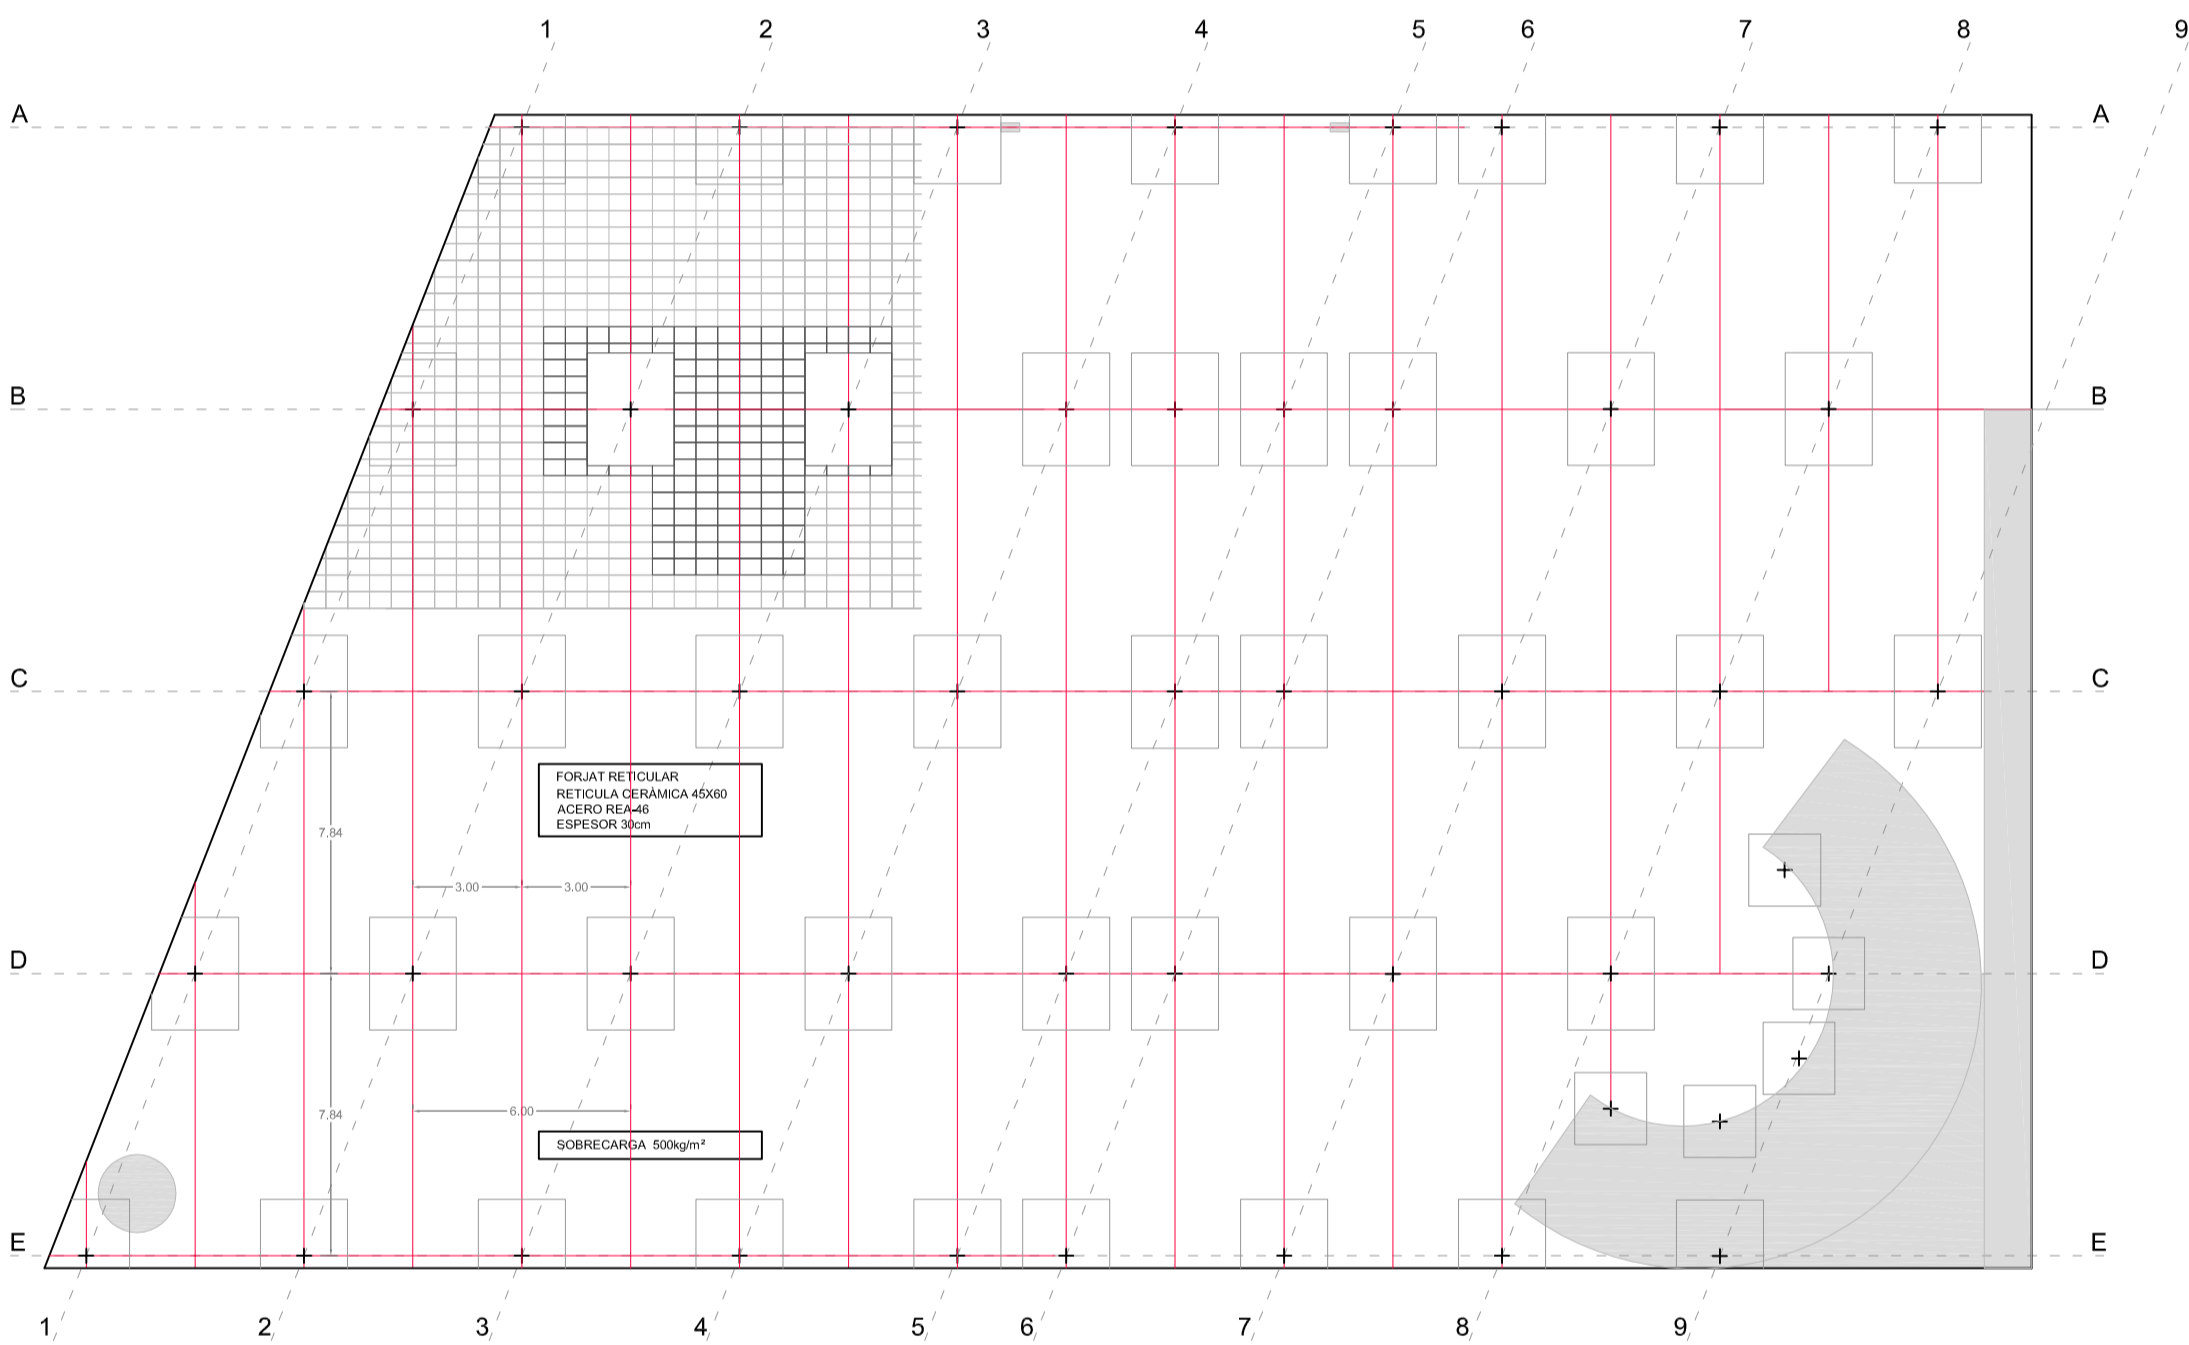 1 2 3 4 5 6 7 8 9
A A
B B
C C
FORJAT RETICULAR
RETICULA CERÀMICA 45X60
ACERO REA-46
ESPESOR 30cm
7.84
3.00 3.00
D D
6.00
7.84
SOBRECARGA 500kg/m²
E E
1 2 3 4 5 6 7 8 9